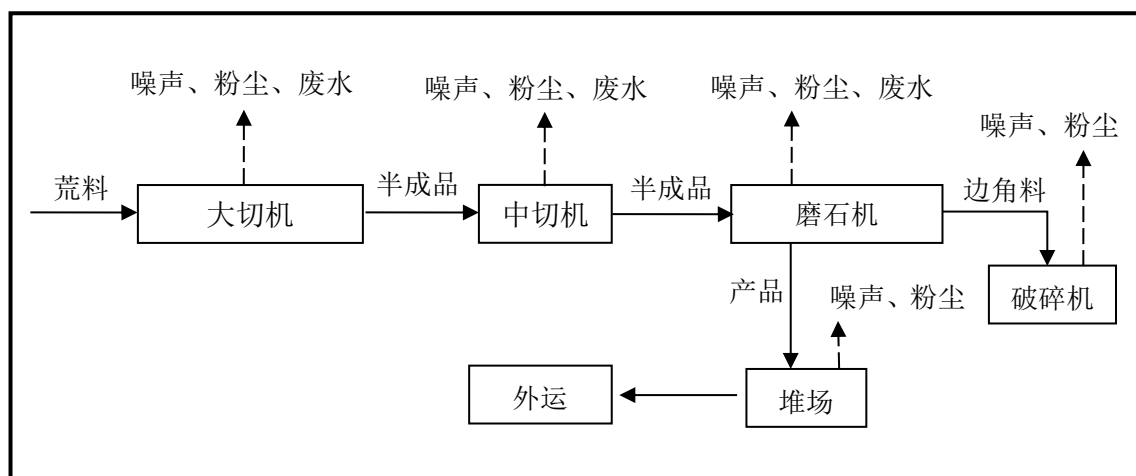 噪声、粉尘、废水
噪声、粉尘、废水
噪声、粉尘、废水
噪声、粉尘
荒料
大切机
半成品
中切机
半成品
磨石机
边角料
破碎机
产品
噪声、粉尘
外运
堆场